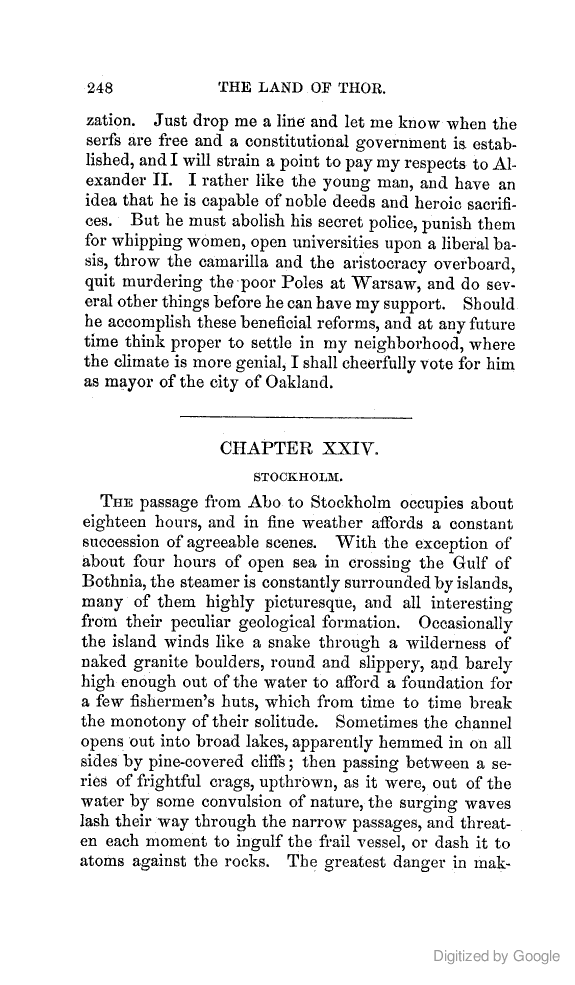 248 THE LAND OF THOR.
zation. Just drop me a line and let me know when the
serfs are free and a constitutional government is estab-
lished, and I will strain a point to pay my respects to Al-
exander II. I rather like the young man, and have an
idea that he is capable of noble deeds and heroic sacrifi-
ces. But he must abolish his secret police, punish them
for whipping women, open universities upon a liberal ba-
sis, throw the camarilla and the aristocracy overboard,
quit murdering the poor Poles at Warsaw, and do sev-
eral other things before he can have my support. Should
he accomplish these beneficial reforms, and at any future
time think proper to settle in my neighborhood, where
the climate is more genial, I shall cheerfully vote for him
as mayor of the city of Oakland.
CHAPTER XXIV.
STOCKHOLM.
THE passage from Abo to Stockholm occupies about
eighteen hours, and in fine weather affords a constant
succession of agreeable scenes. With the exception of
about four hours of open sea in crossing the Gulf of
Bothnia, the steamer is constantly surrounded by islands,
many of them highly picturesque, and all interesting
from their peculiar geological formation. Occasionally
the island winds like a snake through a wilderness of
naked granite boulders, round and slippery, and barely
high enough out of the water to afford a foundation for
a few fishermen's huts, which from time to time break
the monotony of their solitude. Sometimes the channel
opens out into broad lakes, apparently hemmed in on all
sides by pine-covered cliffs; then passing between a se-
ries of frightful crags, upthrown, as it were, out of the
water by some convulsion of nature, the surging waves
lash their way through the narrow passages, and threat-
en each moment to ingulf the frail vessel, or dash it to
atoms against the rocks. The greatest danger in mak-
Digitized by Google